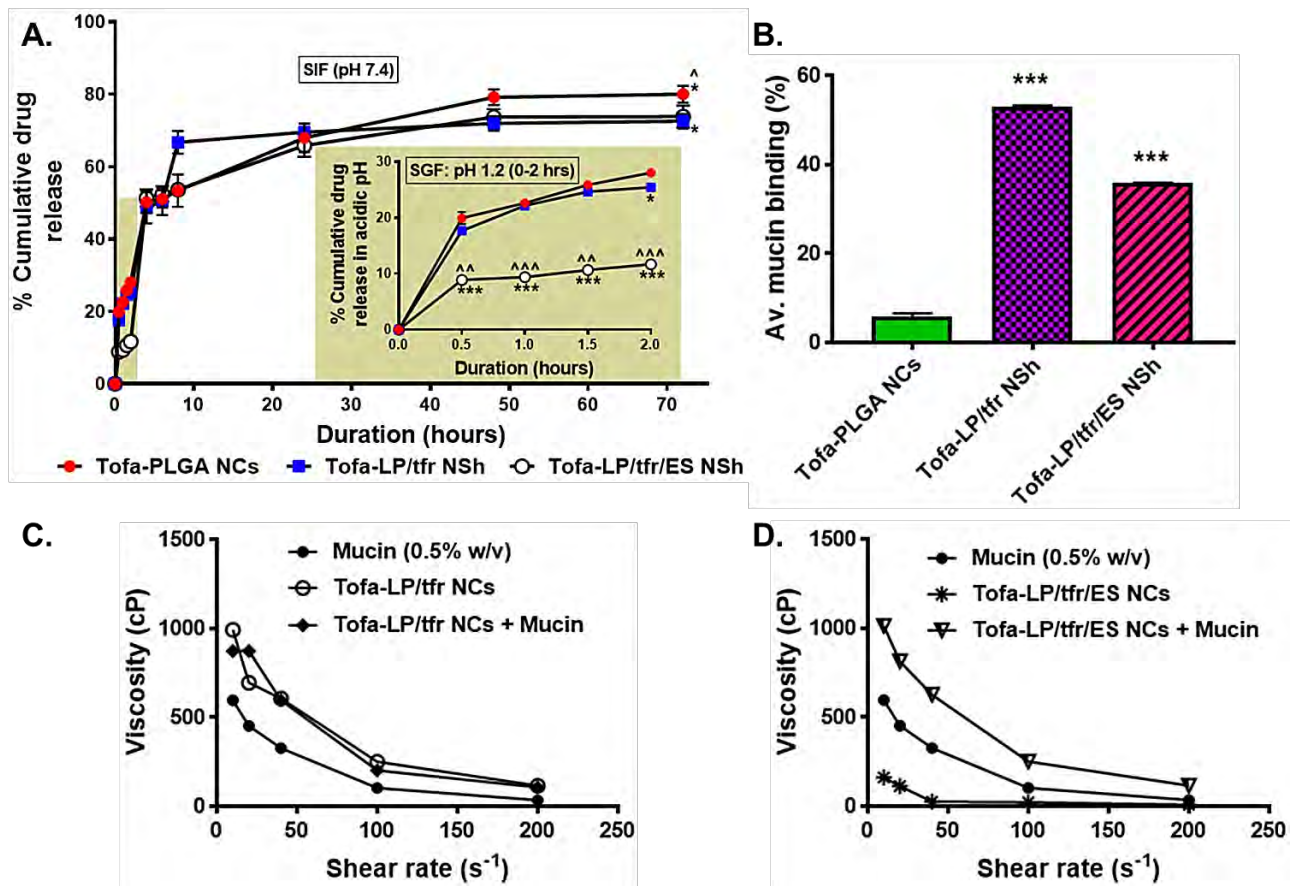 A.
100
80
60
40
20
0
% Cumulative drug
release
SIF (pH 7.4)
^
*
*
30
20
10
0
% Cumulative drug
release in acidic pH
SGF: pH 1.2 (0-2 hrs)
*
^^ ^^^ ^^ ^^^
*** *** *** ***
0.0 0.5 1.0 1.5 2.0
Duration (hours)
0 10 20 30 40 50 60 70
Duration (hours)
Tofa-PLGA NCs Tofa-LP/tfr NSh Tofa-LP/tfr/ES NSh
B.
60
40
20
0
Av. mucin binding (%)
***
***
Tofa-PLGA NCs
Tofa-LP/tfr NSh
Tofa-LP/tfr/ES NSh
C.
1500
1000
500
0
Viscosity (cP)
Mucin (0.5% w/v)
Tofa-LP/tfr NCs
Tofa-LP/tfr NCs + Mucin
0 50 100 150 200 250
Shear rate (s-1)
D.
1500
1000
500
0
Viscosity (cP)
Mucin (0.5% w/v)
Tofa-LP/tfr/ES NCs
Tofa-LP/tfr/ES NCs + Mucin
0 50 100 150 200 250
Shear rate (s-1)